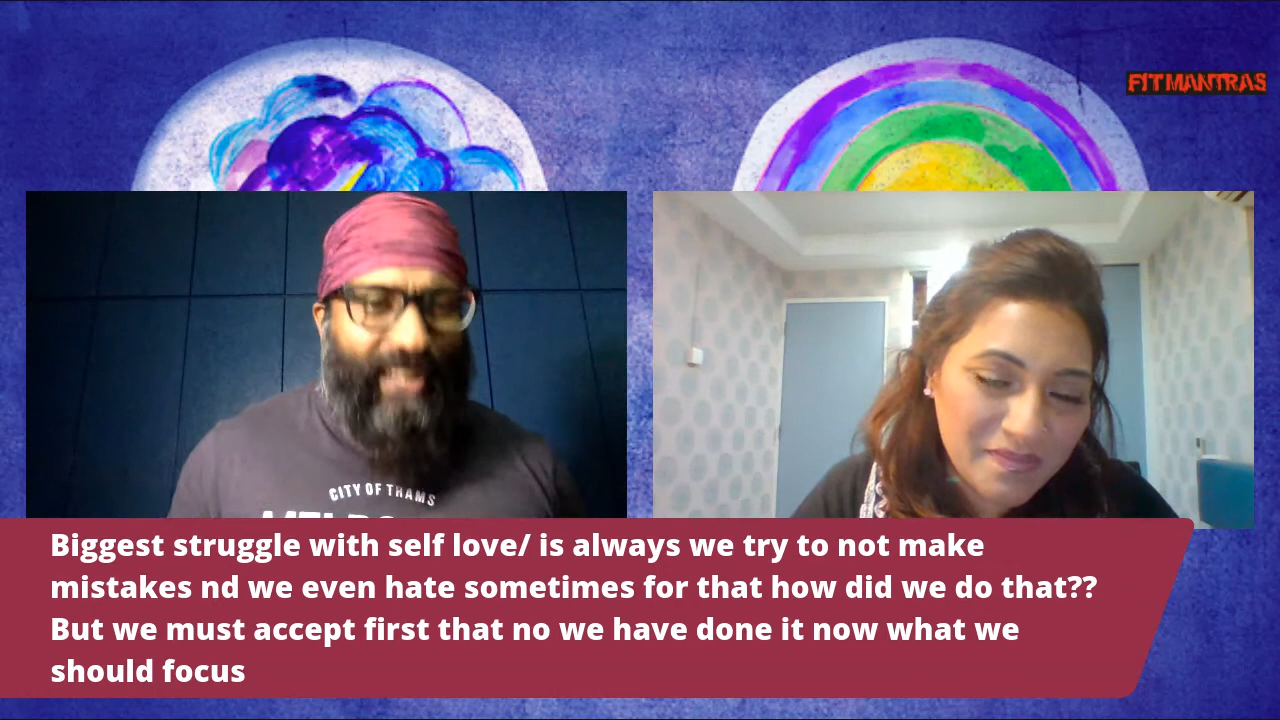 FITMANTRAS
CITY OF TRAMS
Biggest struggle with self love/ is always we try to not make
mistakes nd we even hate sometimes for that how did we do that??
But we must accept first that no we have done it now what we
should focus